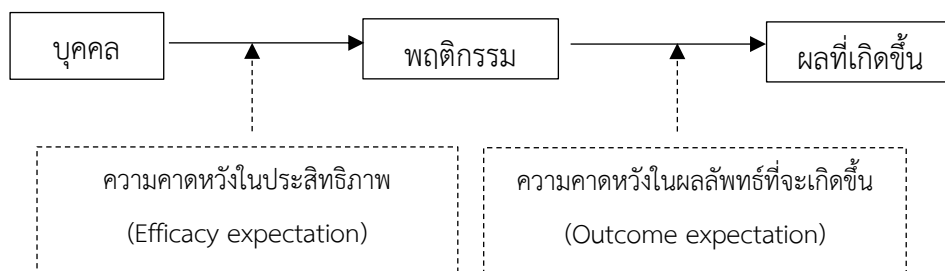 บุคคล
พฤติกรรม
ผลที่เกิดขึ้น
ความคาดหวังในประสิทธิภาพ
(Efficacy expectation)
ความคาดหวังในผลลัพทธ์ที่จะเกิดขึ้น
(Outcome expectation)